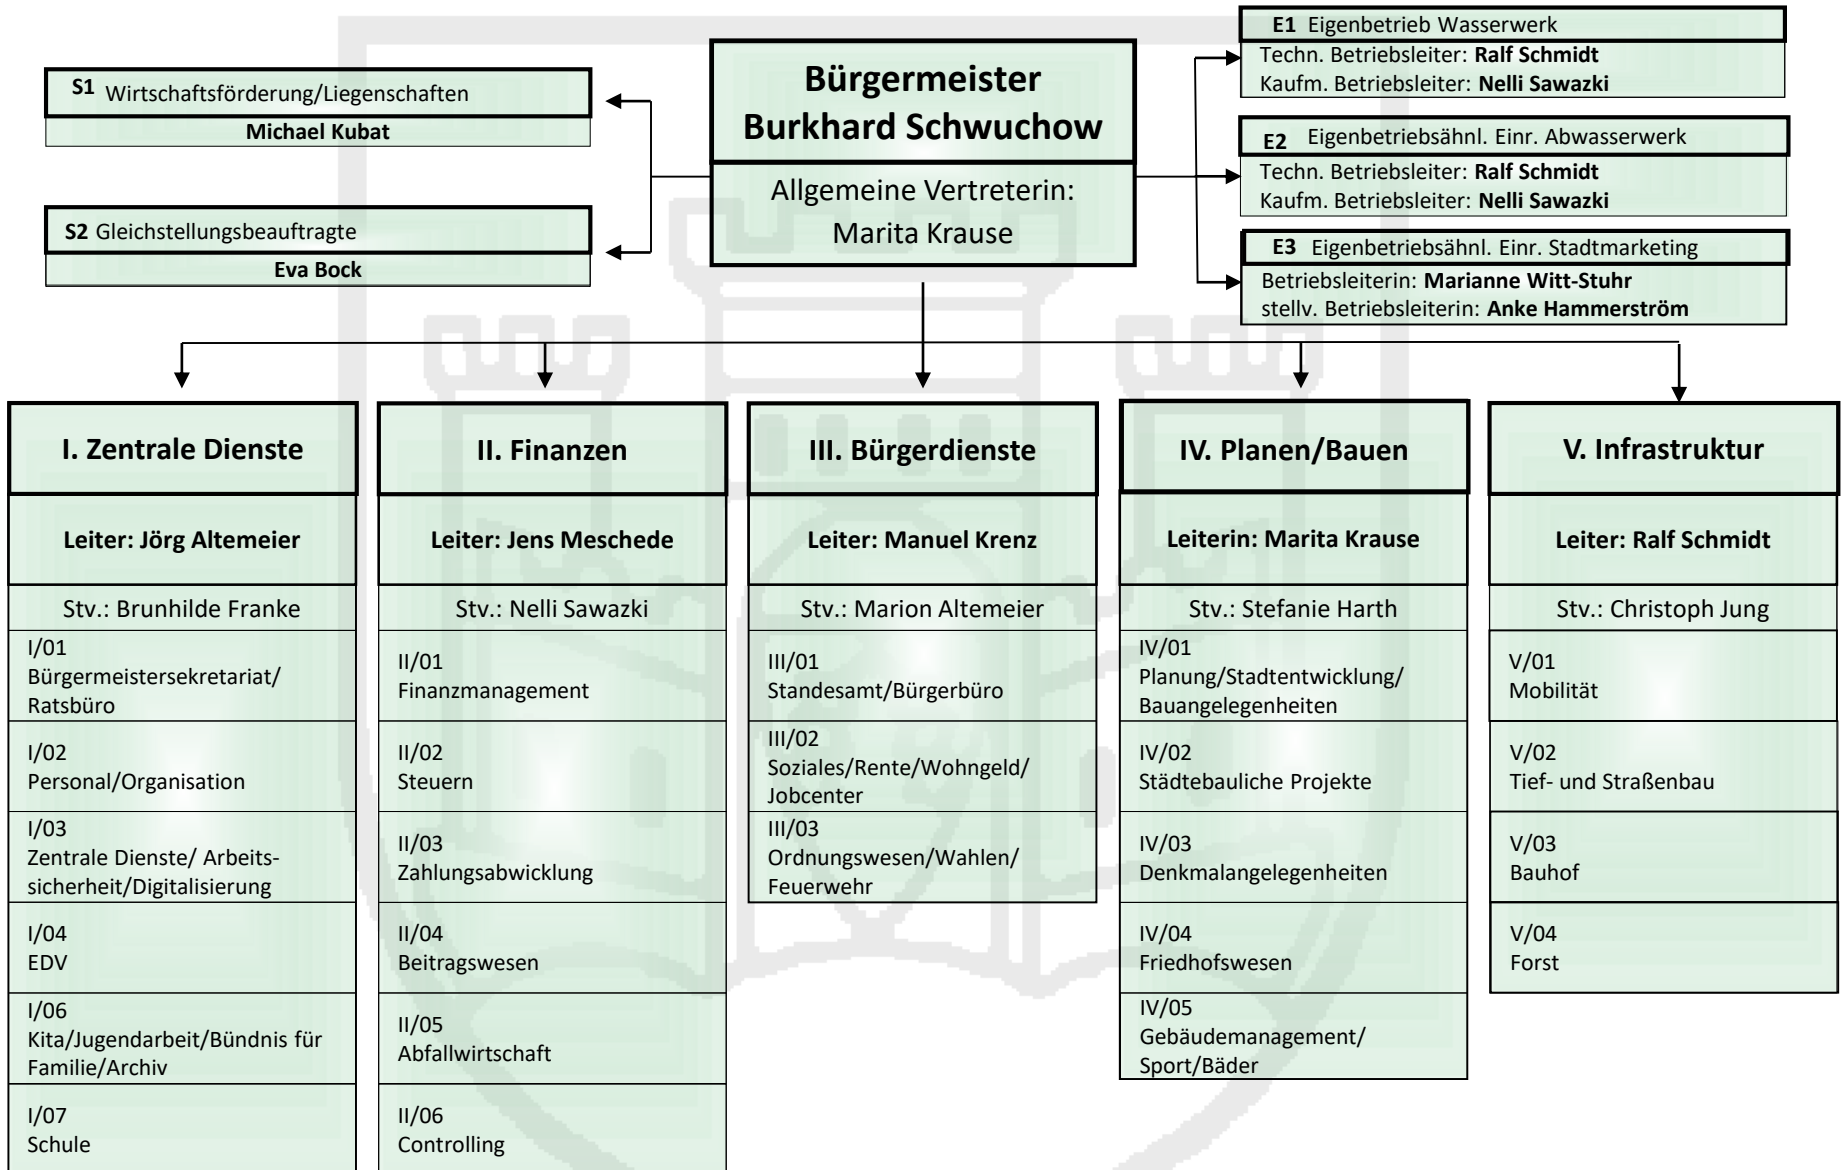 Bürgermeister
Burkhard Schwuchow
Allgemeine Vertreterin:
Marita Krause
S1 Wirtschaftsförderung/Liegenschaften
Michael Kubat
S2 Gleichstellungsbeauftragte
Eva Bock
E1 Eigenbetrieb Wasserwerk
Techn. Betriebsleiter: Ralf Schmidt
Kaufm. Betriebsleiter: Nelli Sawazki
E2 Eigenbetriebsähnl. Einr. Abwasserwerk
Techn. Betriebsleiter: Ralf Schmidt
Kaufm. Betriebsleiter: Nelli Sawazki
E3 Eigenbetriebsähnl. Einr. Stadtmarketing
Betriebsleiterin: Marianne Witt-Stuhr
stellv. Betriebsleiterin: Anke Hammerström
I. Zentrale Dienste
Leiter: Jörg Altemeier
Stv.: Brunhilde Franke
I/01
Bürgermeistersekretariat/
Ratsbüro
I/02
Personal/Organisation
I/03
Zentrale Dienste/ Arbeits-
sicherheit/Digitalisierung
I/04
EDV
I/06
Kita/Jugendarbeit/Bündnis für
Familie/Archiv
I/07
Schule
II. Finanzen
Leiter: Jens Meschede
Stv.: Nelli Sawazki
II/01
Finanzmanagement
II/02
Steuern
II/03
Zahlungsabwicklung
II/04
Beitragswesen
II/05
Abfallwirtschaft
II/06
Controlling
III. Bürgerdienste
Leiter: Manuel Krenz
Stv.: Marion Altemeier
III/01
Standesamt/Bürgerbüro
III/02
Soziales/Rente/Wohngeld/
Jobcenter
III/03
Ordnungswesen/Wahlen/
Feuerwehr
IV. Planen/Bauen
Leiterin: Marita Krause
Stv.: Stefanie Harth
IV/01
Planung/Stadtentwicklung/
Bauangelegenheiten
IV/02
Städtebauliche Projekte
IV/03
Denkmalangelegenheiten
IV/04
Friedhofswesen
IV/05
Gebäudemanagement/
Sport/Bäder
V. Infrastruktur
Leiter: Ralf Schmidt
Stv.: Christoph Jung
V/01
Mobilität
V/02
Tief- und Straßenbau
V/03
Bauhof
V/04
Forst